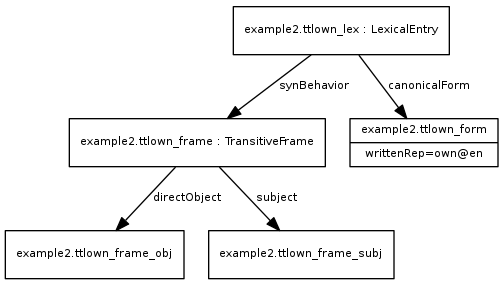 example2.ttlown_lex : LexicalEntry
synBehavior
canonicalForm
example2.ttlown_frame : TransitiveFrame
example2.ttlown_form
writtenRep=own@en
directObject
subject
example2.ttlown_frame_obj
example2.ttlown_frame_subj